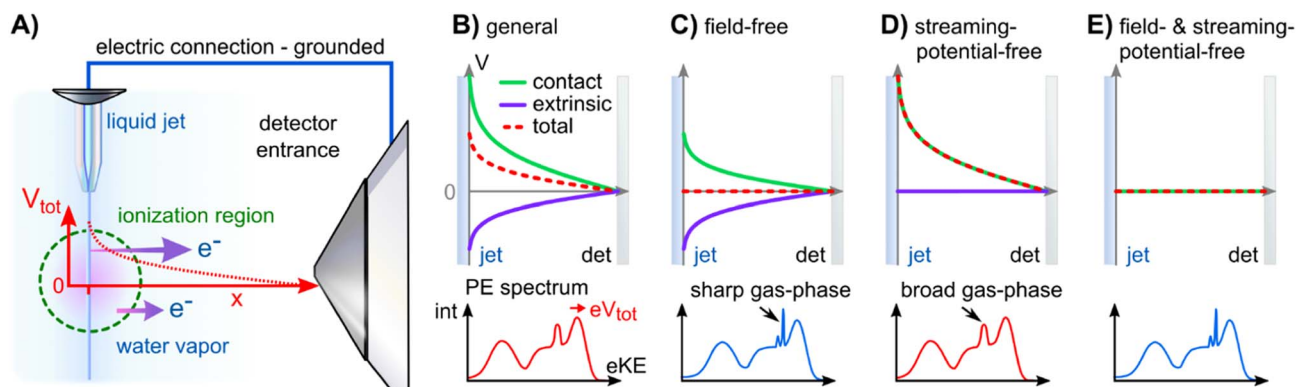 A)
electric connection - grounded
liquid jet
detector
entrance
V_tot
ionization region
e⁻
0
x
e⁻
water vapor
B) general
V
contact
extrinsic
total
0
jet
det
PE spectrum
int
eV_tot
eKE
C) field-free
jet
det
sharp gas-phase
D) streaming-
potential-free
jet
det
broad gas-phase
E) field- & streaming-
potential-free
jet
det